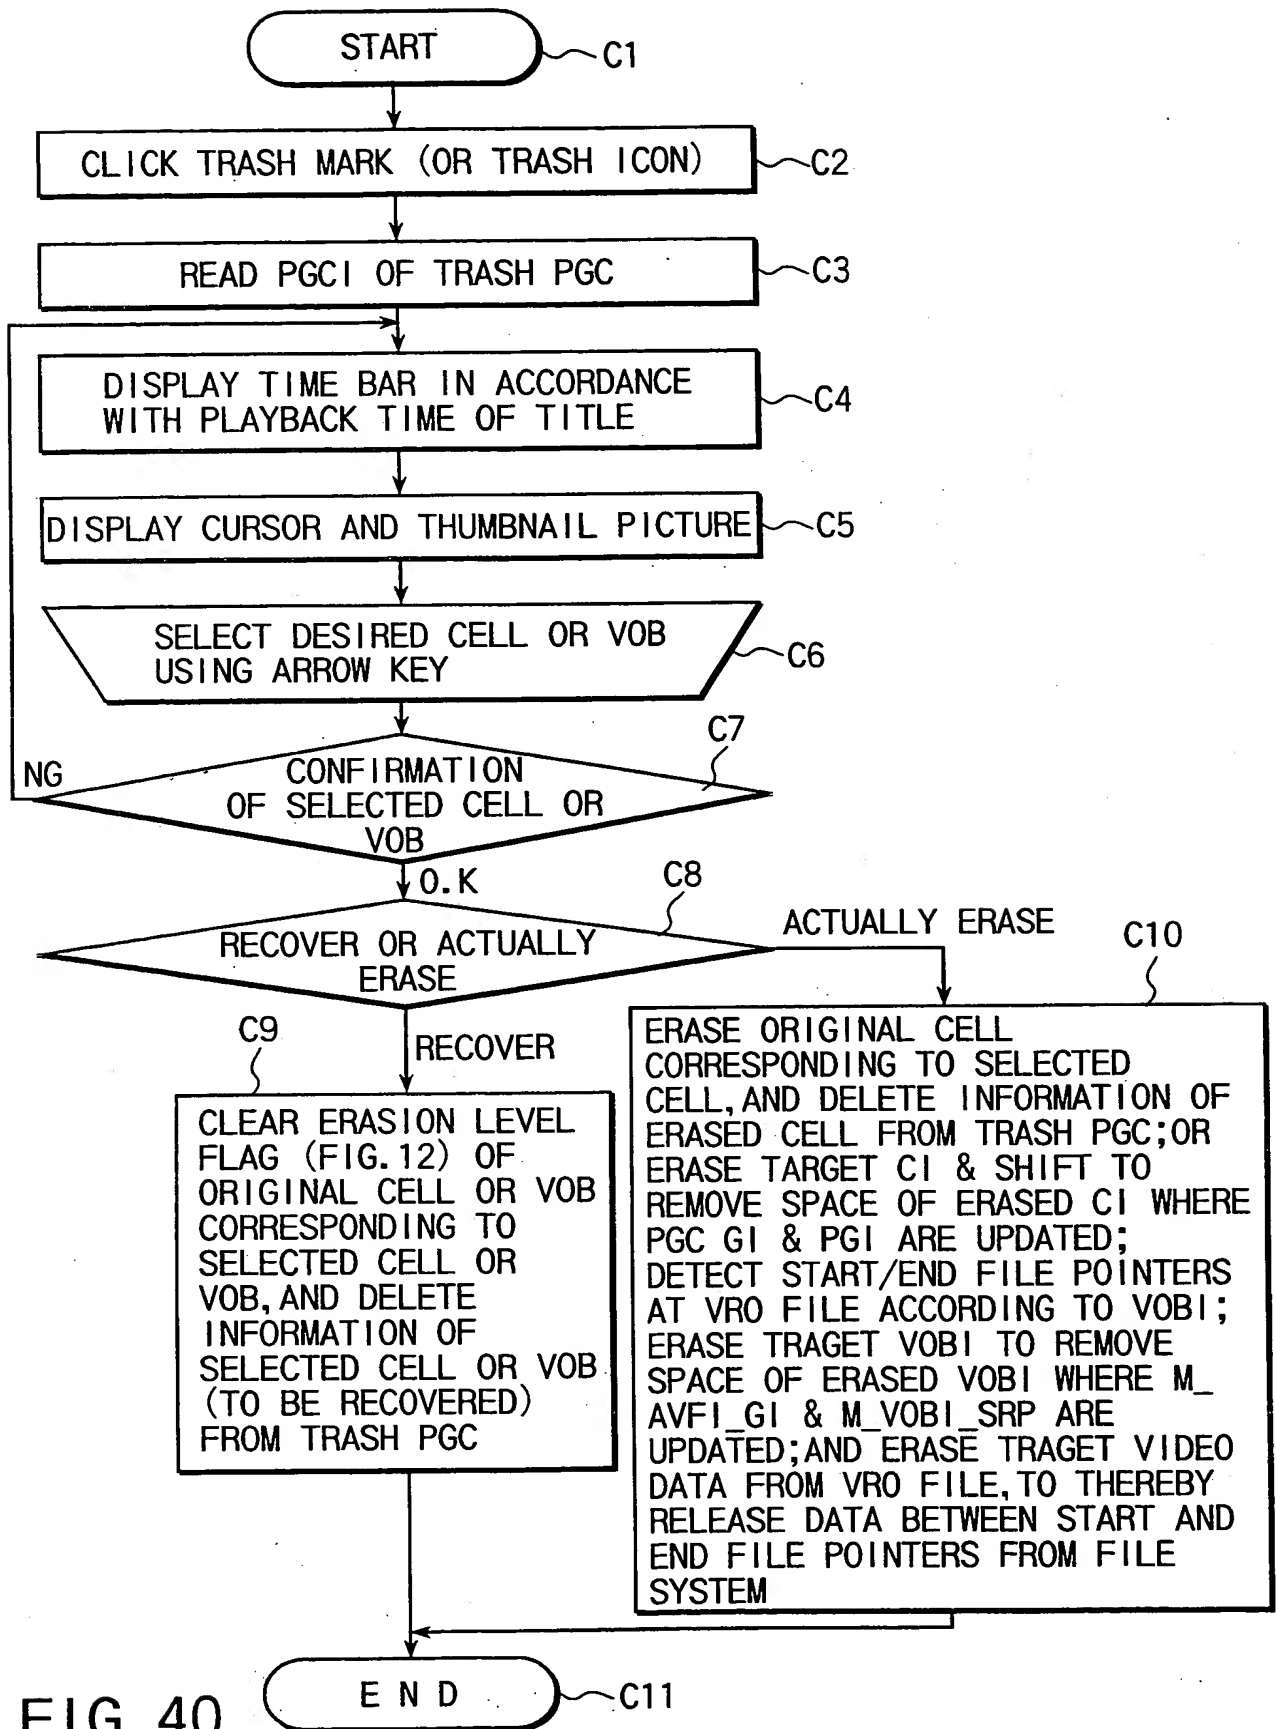 START
C1
CLICK TRASH MARK (OR TRASH ICON)
C2
READ PGCI OF TRASH PGC
C3
DISPLAY TIME BAR IN ACCORDANCE
WITH PLAYBACK TIME OF TITLE
C4
DISPLAY CURSOR AND THUMBNAIL PICTURE
C5
SELECT DESIRED CELL OR VOB
USING ARROW KEY
C6
C7
NG
CONFIRMATION
OF SELECTED CELL OR
VOB
O.K
C8
RECOVER OR ACTUALLY
ERASE
ACTUALLY ERASE
C10
C9
RECOVER
CLEAR ERASION LEVEL
FLAG (FIG.12) OF
ORIGINAL CELL OR VOB
CORRESPONDING TO
SELECTED CELL OR
VOB,AND DELETE
INFORMATION OF
SELECTED CELL OR VOB
(TO BE RECOVERED)
FROM TRASH PGC
ERASE ORIGINAL CELL
CORRESPONDING TO SELECTED
CELL,AND DELETE INFORMATION OF
ERASED CELL FROM TRASH PGC;OR
ERASE TARGET CI & SHIFT TO
REMOVE SPACE OF ERASED CI WHERE
PGC GI & PGI ARE UPDATED;
DETECT START/END FILE POINTERS
AT VRO FILE ACCORDING TO VOBI;
ERASE TRAGET VOBI TO REMOVE
SPACE OF ERASED VOBI WHERE M_
AVFI_GI & M_VOBI_SRP ARE
UPDATED;AND ERASE TRAGET VIDEO
DATA FROM VRO FILE,TO THEREBY
RELEASE DATA BETWEEN START AND
END FILE POINTERS FROM FILE
SYSTEM
END
C11
FIG. 40